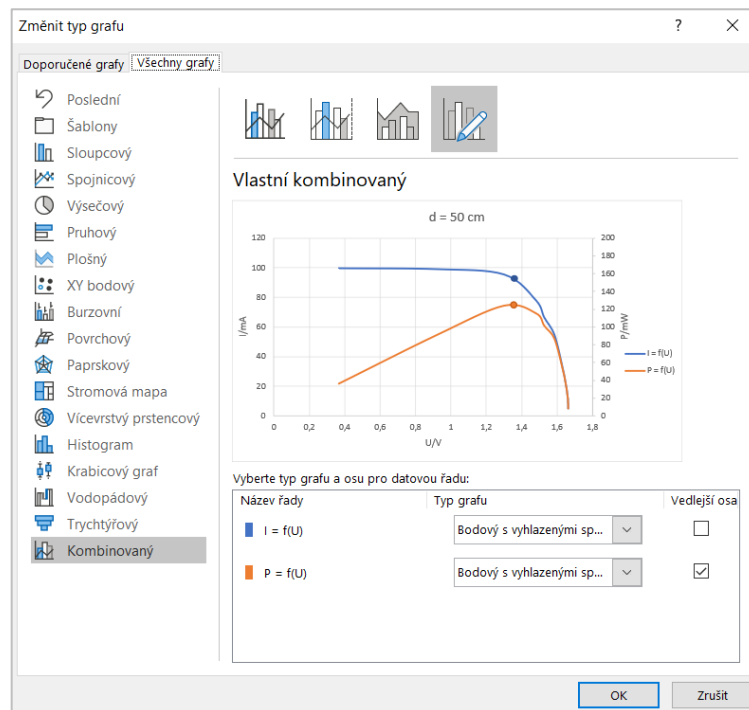 Změnit typ grafu
?
Doporučené grafy
Všechny grafy
Poslední
Šablony
Sloupcový
Spojnicový
Výsečový
Pruhový
Plošný
XY bodový
Burzovní
Povrchový
Paprskový
Stromová mapa
Vícevrstvý prstencový
Histogram
Krabicový graf
Vodopádový
Trychtýřový
Kombinovaný
Vlastní kombinovaný
d = 50 cm
120
100
80
60
40
20
0
I/mA
200
180
160
140
120
100
80
60
40
20
0
P/mW
0 0,2 0,4 0,6 0,8 1 1,2 1,4 1,6 1,8
U/V
I = f(U)
P = f(U)
Vyberte typ grafu a osu pro datovou řadu:
Název řady Typ grafu Vedlejší osa
I = f(U) Bodový s vyhlazenými sp...
P = f(U) Bodový s vyhlazenými sp...
OK Zrušit